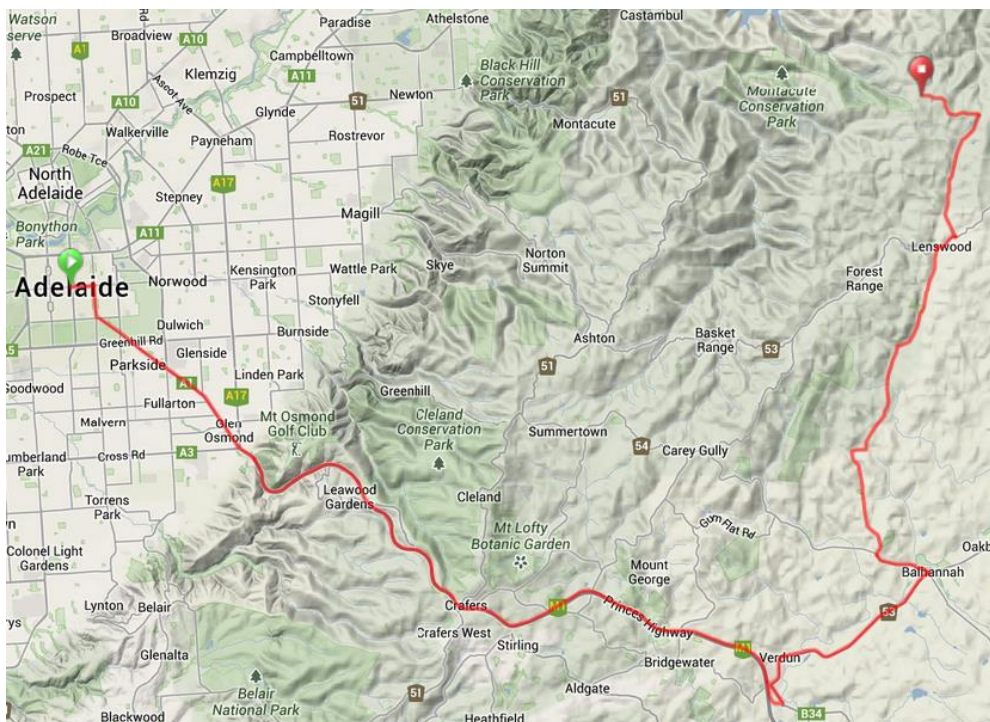 Watson
serve
Broadview
A10
Paradise
Athelstone
Castambul
A1
Klemzig
Campbelltown
A11
Black Hill
Conservation
Park
Montacute
Conservation
Park
Prospect
A10
Ascot Ave
Glynde
51
Newton
51
ton
Walkerville
Payneham
Rostrevor
Montacute
A21
Robe Tce
North
Adelaide
A17
Stepney
Bonython
Park
A11
Magill
Lenswood
Norton
Summit
Skye
Wattle Park
Kensington
Park
Norwood
Forest
Range
Adelaide
Stonyfell
Dulwich
Burnside
Ashton
Basket
Range
53
A5
Greenhill Rd
Glenside
Parkside
51
Linden Park
Goodwood
A1
A17
Greenhill
Fullarton
Malvern
Mt Osmond
Golf Club
Cleland
Conservation
Park
Glen
Osmond
Summertown
54
Carey Gully
umberland
Park
Cross Rd
A3
Leawood
Gardens
Cleland
Torrens
Park
Gum Flat Rd
Mt Lofty
Botanic Garden
wn
Colonel Light
Gardens
Oakb
Mount
George
Balhannah
Lynton
Belair
Crafers
M1
Princes Highway
53
rys
Crafers West
Stirling
M1
Verdun
Glenalta
Bridgewater
Belair
National Park
51
Aldgate
Blackwood
Heathfield
B34